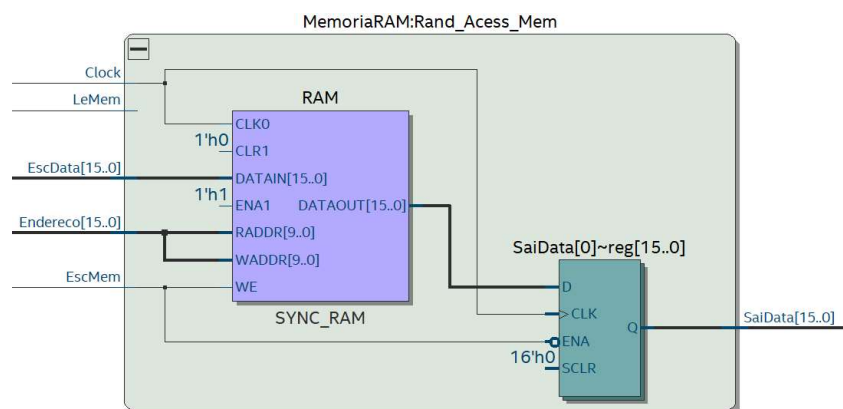 MemoriaRAM:Rand_Acess_Mem
Clock
LeMem
RAM
CLK0
1'h0
CLR1
EscData[15..0]
DATAIN[15..0]
1'h1
ENA1
DATAOUT[15..0]
Endereco[15..0]
RADDR[9..0]
WADDR[9..0]
EscMem
WE
SYNC_RAM
SaiData[0]~reg[15..0]
D
CLK
Q
SaiData[15..0]
ENA
16'h0
SCLR